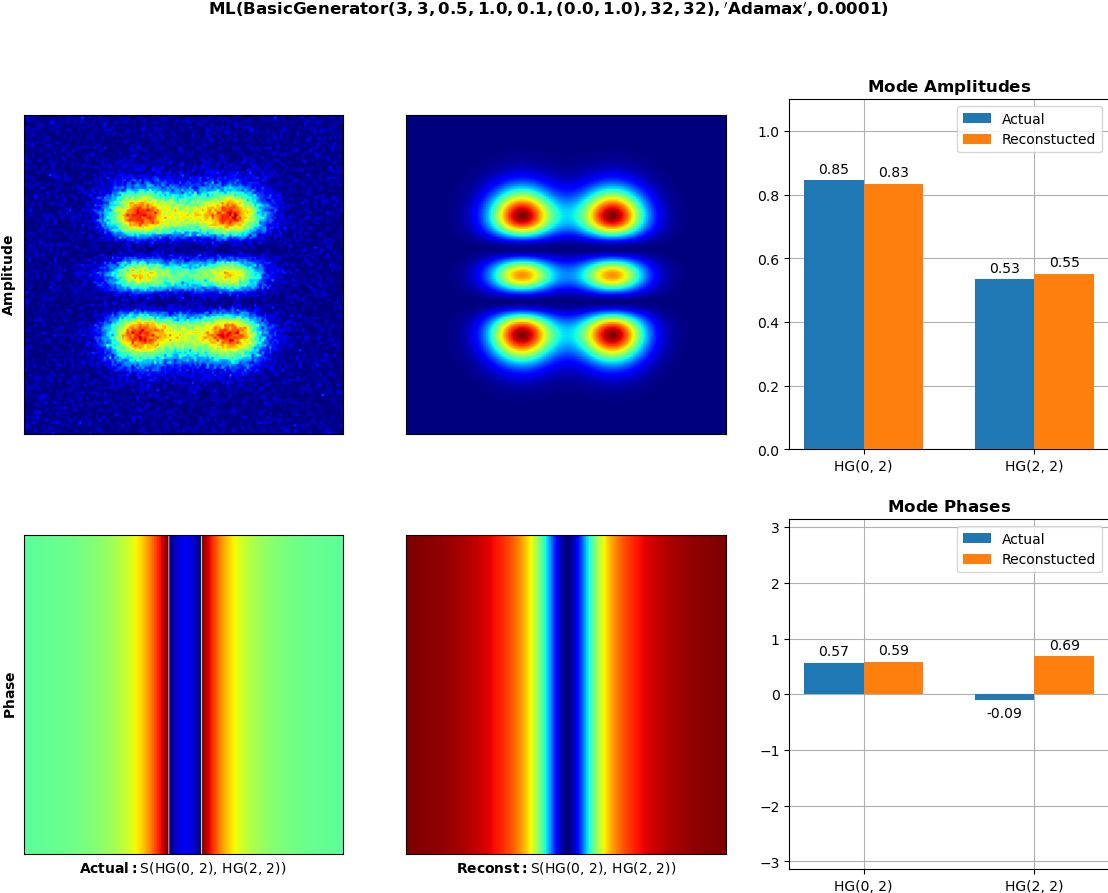 ML(BasicGenerator(3, 3, 0.5, 1.0, 0.1, (0.0, 1.0), 32, 32), ′Adamax′, 0.0001)
Amplitude
Mode Amplitudes
Actual
Reconstucted
1.0
0.8
0.6
0.4
0.2
0.0
0.85
0.83
0.53
0.55
HG(0, 2)
HG(2, 2)
Phase
Actual: S(HG(0, 2), HG(2, 2))
Reconst: S(HG(0, 2), HG(2, 2))
Mode Phases
Actual
Reconstucted
3
2
1
0
−1
−2
−3
0.57
0.59
-0.09
0.69
HG(0, 2)
HG(2, 2)